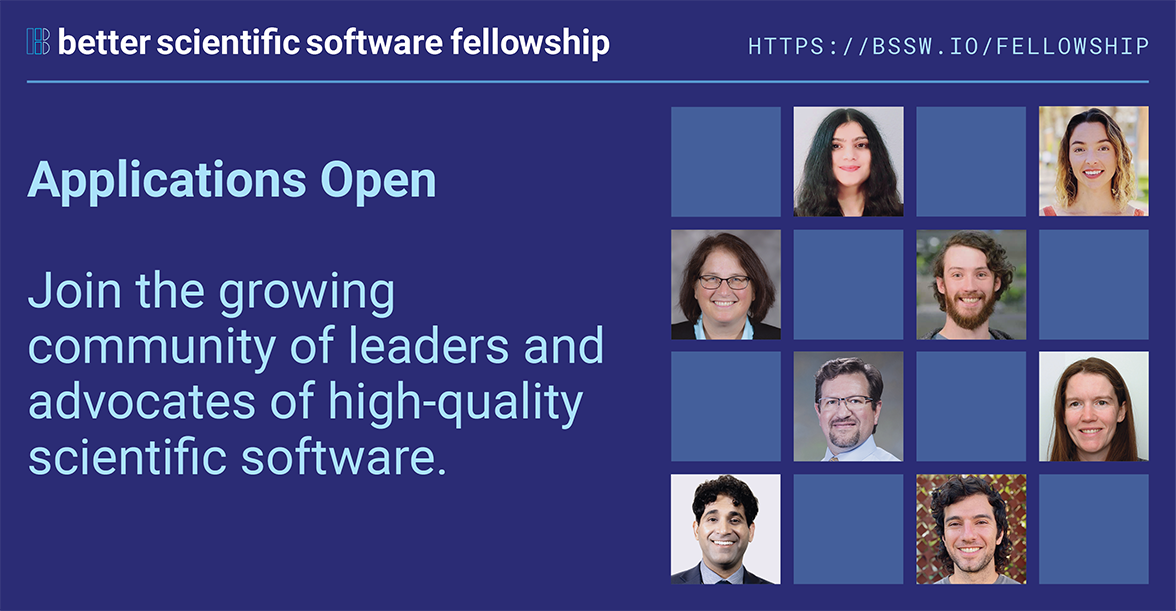 better scientific software fellowship
HTTPS://BSSW.IO/FELLOWSHIP
Applications Open
Join the growing
community of leaders and
advocates of high-quality
scientific software.